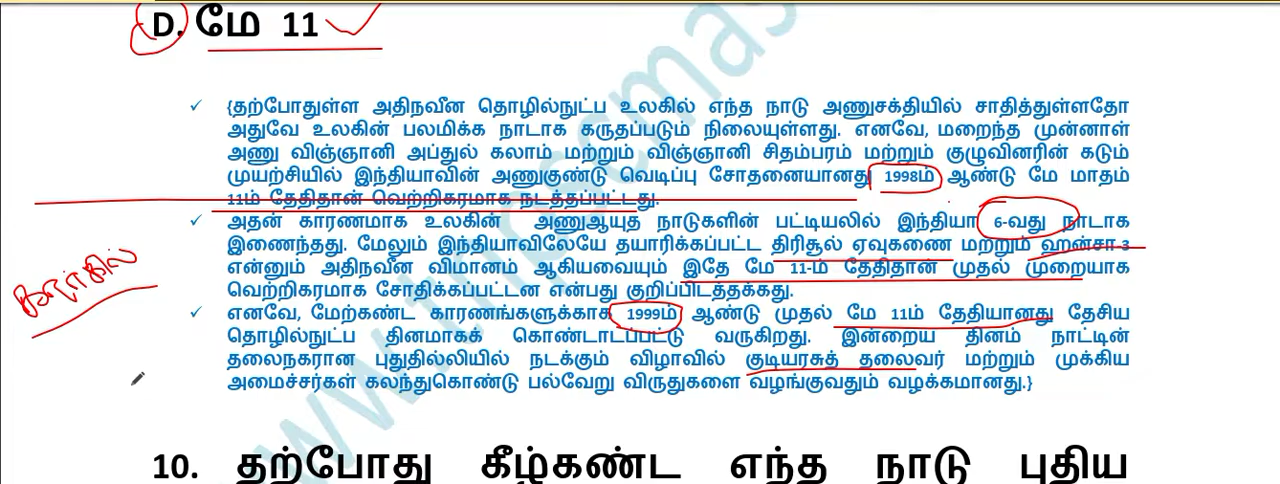 D. மே 11
✓ {தற்போதுள்ள அதிநவீன தொழில்நுட்ப உலகில் எந்த நாடு அணுசக்தியில் சாதித்துள்ளதோ
அதுவே உலகின் பலமிக்க நாடாக கருதப்படும் நிலையுள்ளது. எனவே, மறைந்த முன்னாள்
அணு விஞ்ஞானி அப்துல் கலாம் மற்றும் விஞ்ஞானி சிதம்பரம் மற்றும் குழுவினரின் கடும்
முயற்சியில் இந்தியாவின் அணுகுண்டு வெடிப்பு சோதனையானது 1998ம் ஆண்டு மே மாதம்
11ம் தேதிதான் வெற்றிகரமாக நடத்தப்பட்டது.
✓ அதன் காரணமாக உலகின் அணுஆயுத நாடுகளின் பட்டியலில் இந்தியா 6-வது நாடாக
இணைந்தது. மேலும் இந்தியாவிலேயே தயாரிக்கப்பட்ட திரிசூல் ஏவுகணை மற்றும் ஹன்சா-3
என்னும் அதிநவீன விமானம் ஆகியவையும் இதே மே 11-ம் தேதிதான் முதல் முறையாக
வெற்றிகரமாக சோதிக்கப்பட்டன என்பது குறிப்பிடத்தக்கது.
✓ எனவே, மேற்கண்ட காரணங்களுக்காக 1999ம் ஆண்டு முதல் மே 11ம் தேதியானது தேசிய
தொழில்நுட்ப தினமாகக் கொண்டாடப்பட்டு வருகிறது. இன்றைய தினம் நாட்டின்
தலைநகரான புதுதில்லியில் நடக்கும் விழாவில் குடியரசுத் தலைவர் மற்றும் முக்கிய
அமைச்சர்கள் கலந்துகொண்டு பல்வேறு விருதுகளை வழங்குவதும் வழக்கமானது.}
10. தற்போது கீழ்கண்ட எந்த நாடு புதிய